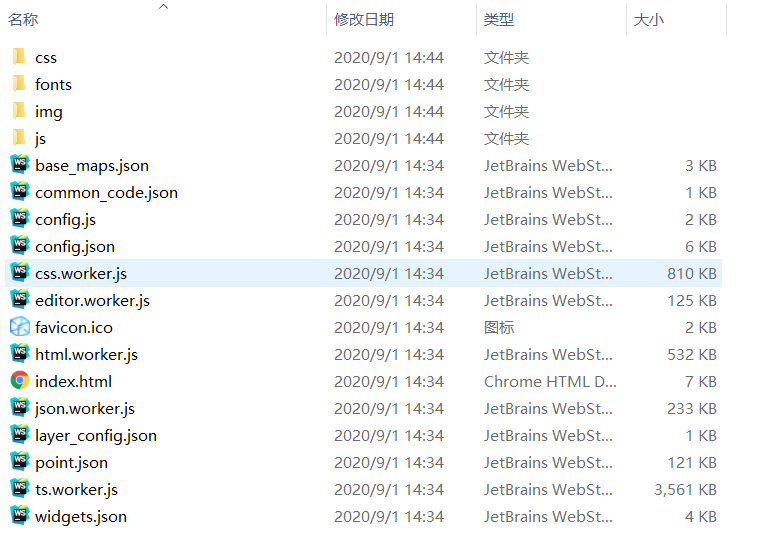 名称 修改日期 类型 大小
css 2020/9/1 14:44 文件夹
fonts 2020/9/1 14:44 文件夹
img 2020/9/1 14:44 文件夹
js 2020/9/1 14:44 文件夹
base_maps.json 2020/9/1 14:34 JetBrains WebSt... 3 KB
common_code.json 2020/9/1 14:34 JetBrains WebSt... 1 KB
config.js 2020/9/1 14:34 JetBrains WebSt... 2 KB
config.json 2020/9/1 14:34 JetBrains WebSt... 6 KB
css.worker.js 2020/9/1 14:34 JetBrains WebSt... 810 KB
editor.worker.js 2020/9/1 14:34 JetBrains WebSt... 125 KB
favicon.ico 2020/9/1 14:34 图标 2 KB
html.worker.js 2020/9/1 14:34 JetBrains WebSt... 532 KB
index.html 2020/9/1 14:34 Chrome HTML D... 7 KB
json.worker.js 2020/9/1 14:34 JetBrains WebSt... 233 KB
layer_config.json 2020/9/1 14:34 JetBrains WebSt... 1 KB
point.json 2020/9/1 14:34 JetBrains WebSt... 121 KB
ts.worker.js 2020/9/1 14:34 JetBrains WebSt... 3,561 KB
widgets.json 2020/9/1 14:34 JetBrains WebSt... 4 KB